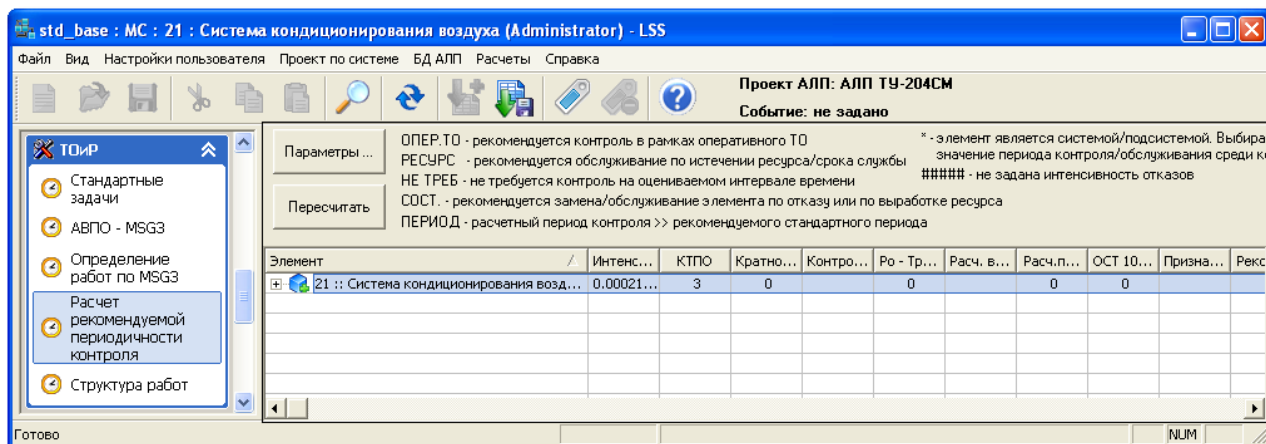 std_base : MC : 21 : Система кондиционирования воздуха (Administrator) - LSS
Файл Вид Настройки пользователя Проект по системе БД АЛП Расчеты Справка
Проект АЛП: АЛП ТУ-204СМ
Событие: не задано
ТОиР
Стандартные
задачи
АВПО - MSG3
Определение
работ по MSG3
Расчет
рекомендуемой
периодичности
контроля
Структура работ
Параметры ...
Пересчитать
ОПЕР.ТО - рекомендуется контроль в рамках оперативного ТО
РЕСУРС - рекомендуется обслуживание по истечении ресурса/срока службы
НЕ ТРЕБ - не требуется контроль на оцениваемом интервале времени
СОСТ. - рекомендуется замена/обслуживание элемента по отказу или по выработке ресурса
ПЕРИОД - расчетный период контроля >> рекомендуемого стандартного периода
* - элемент является системой/подсистемой. Выбира
значение периода контроля/обслуживания среди к
##### - не задана интенсивность отказов
Элемент Интенс... КТПО Кратно... Контро... Ро - Тр... Расч. в... Расч.п... ОСТ 10... Призна... Рекс
21 :: Система кондиционирования возд... 0.00021... 3 0 0 0 0
Готово NUM